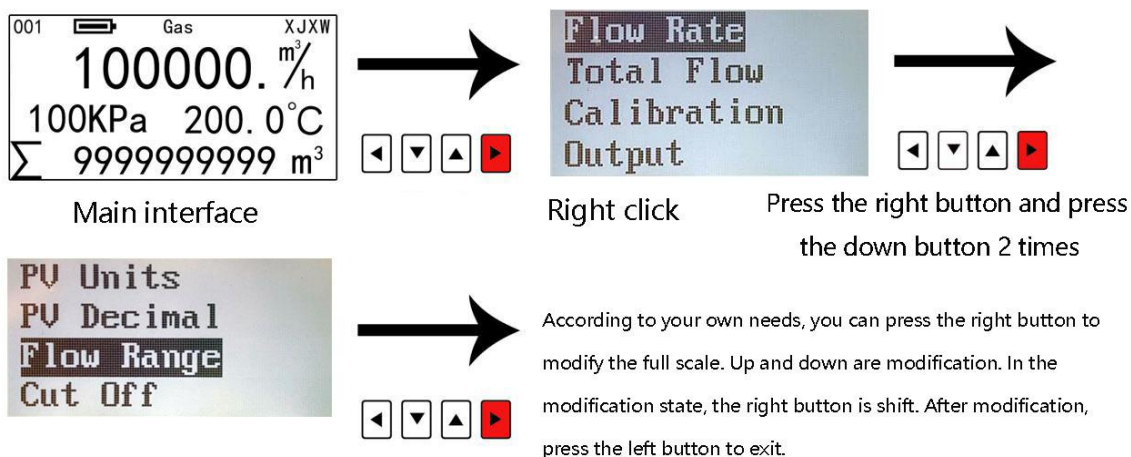 001 Gas XJXW
100000. m³/h
100KPa 200.0°C
∑ 9999999999 m³
Main interface
Flow Rate
Total Flow
Calibration
Output
Right click
Press the right button and press
the down button 2 times
PV Units
PV Decimal
Flow Range
Cut Off
According to your own needs, you can press the right button to
modify the full scale. Up and down are modification. In the
modification state, the right button is shift. After modification,
press the left button to exit.